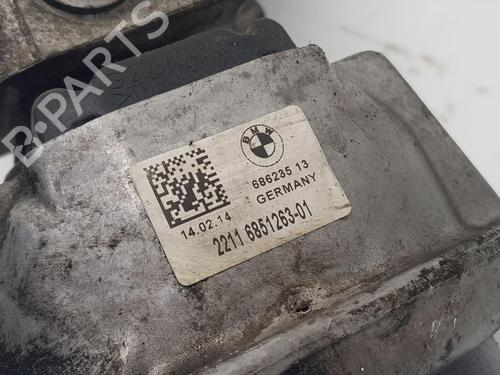 BMW
686235 13
GERMANY
14.02.14
2211 6851263-01
B-PARTS